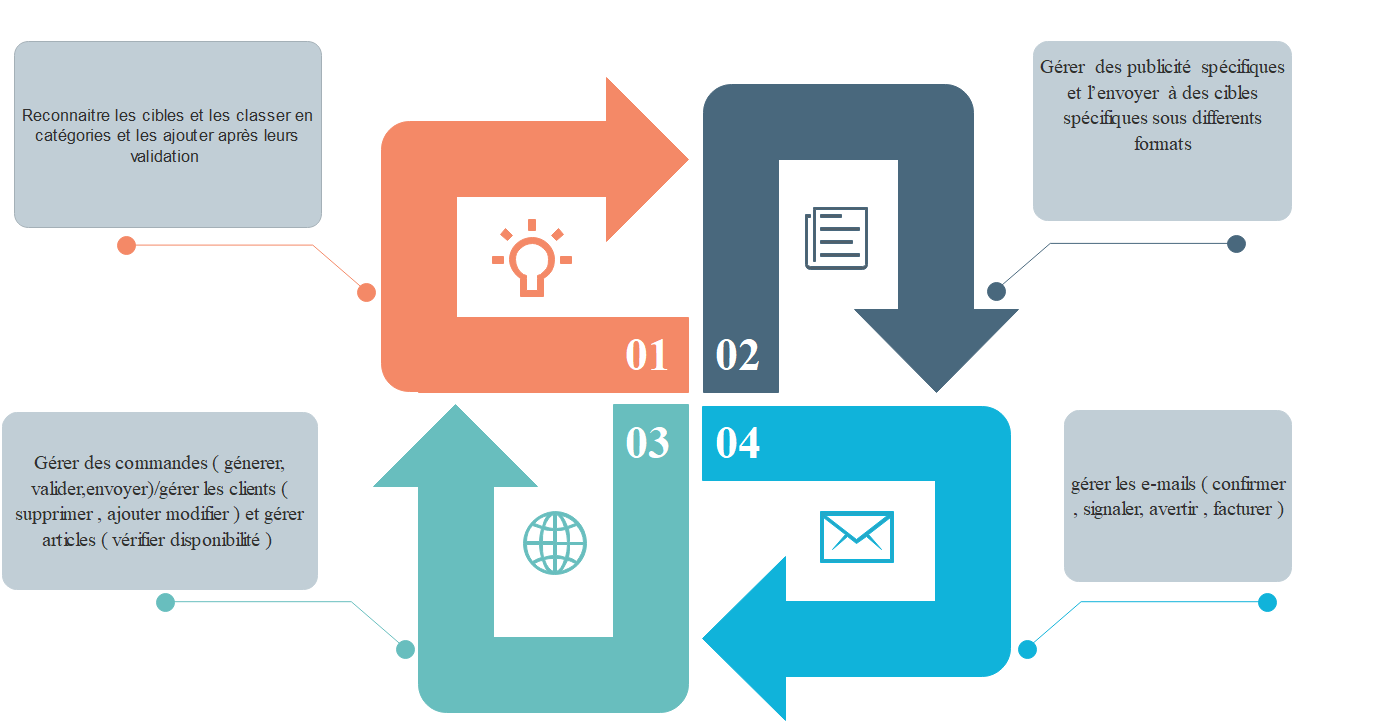 Reconnaitre les cibles et les classer en
catégories et les ajouter après leurs
validation
Gérer des publicité spécifiques
et l’envoyer à des cibles
spécifiques sous differents
formats
01
02
03
04
Gérer des commandes ( génerer,
valider,envoyer)/gérer les clients (
supprimer , ajouter modifier ) et gérer
articles ( vérifier disponibilité )
gérer les e-mails ( confirmer
, signaler, avertir , facturer )